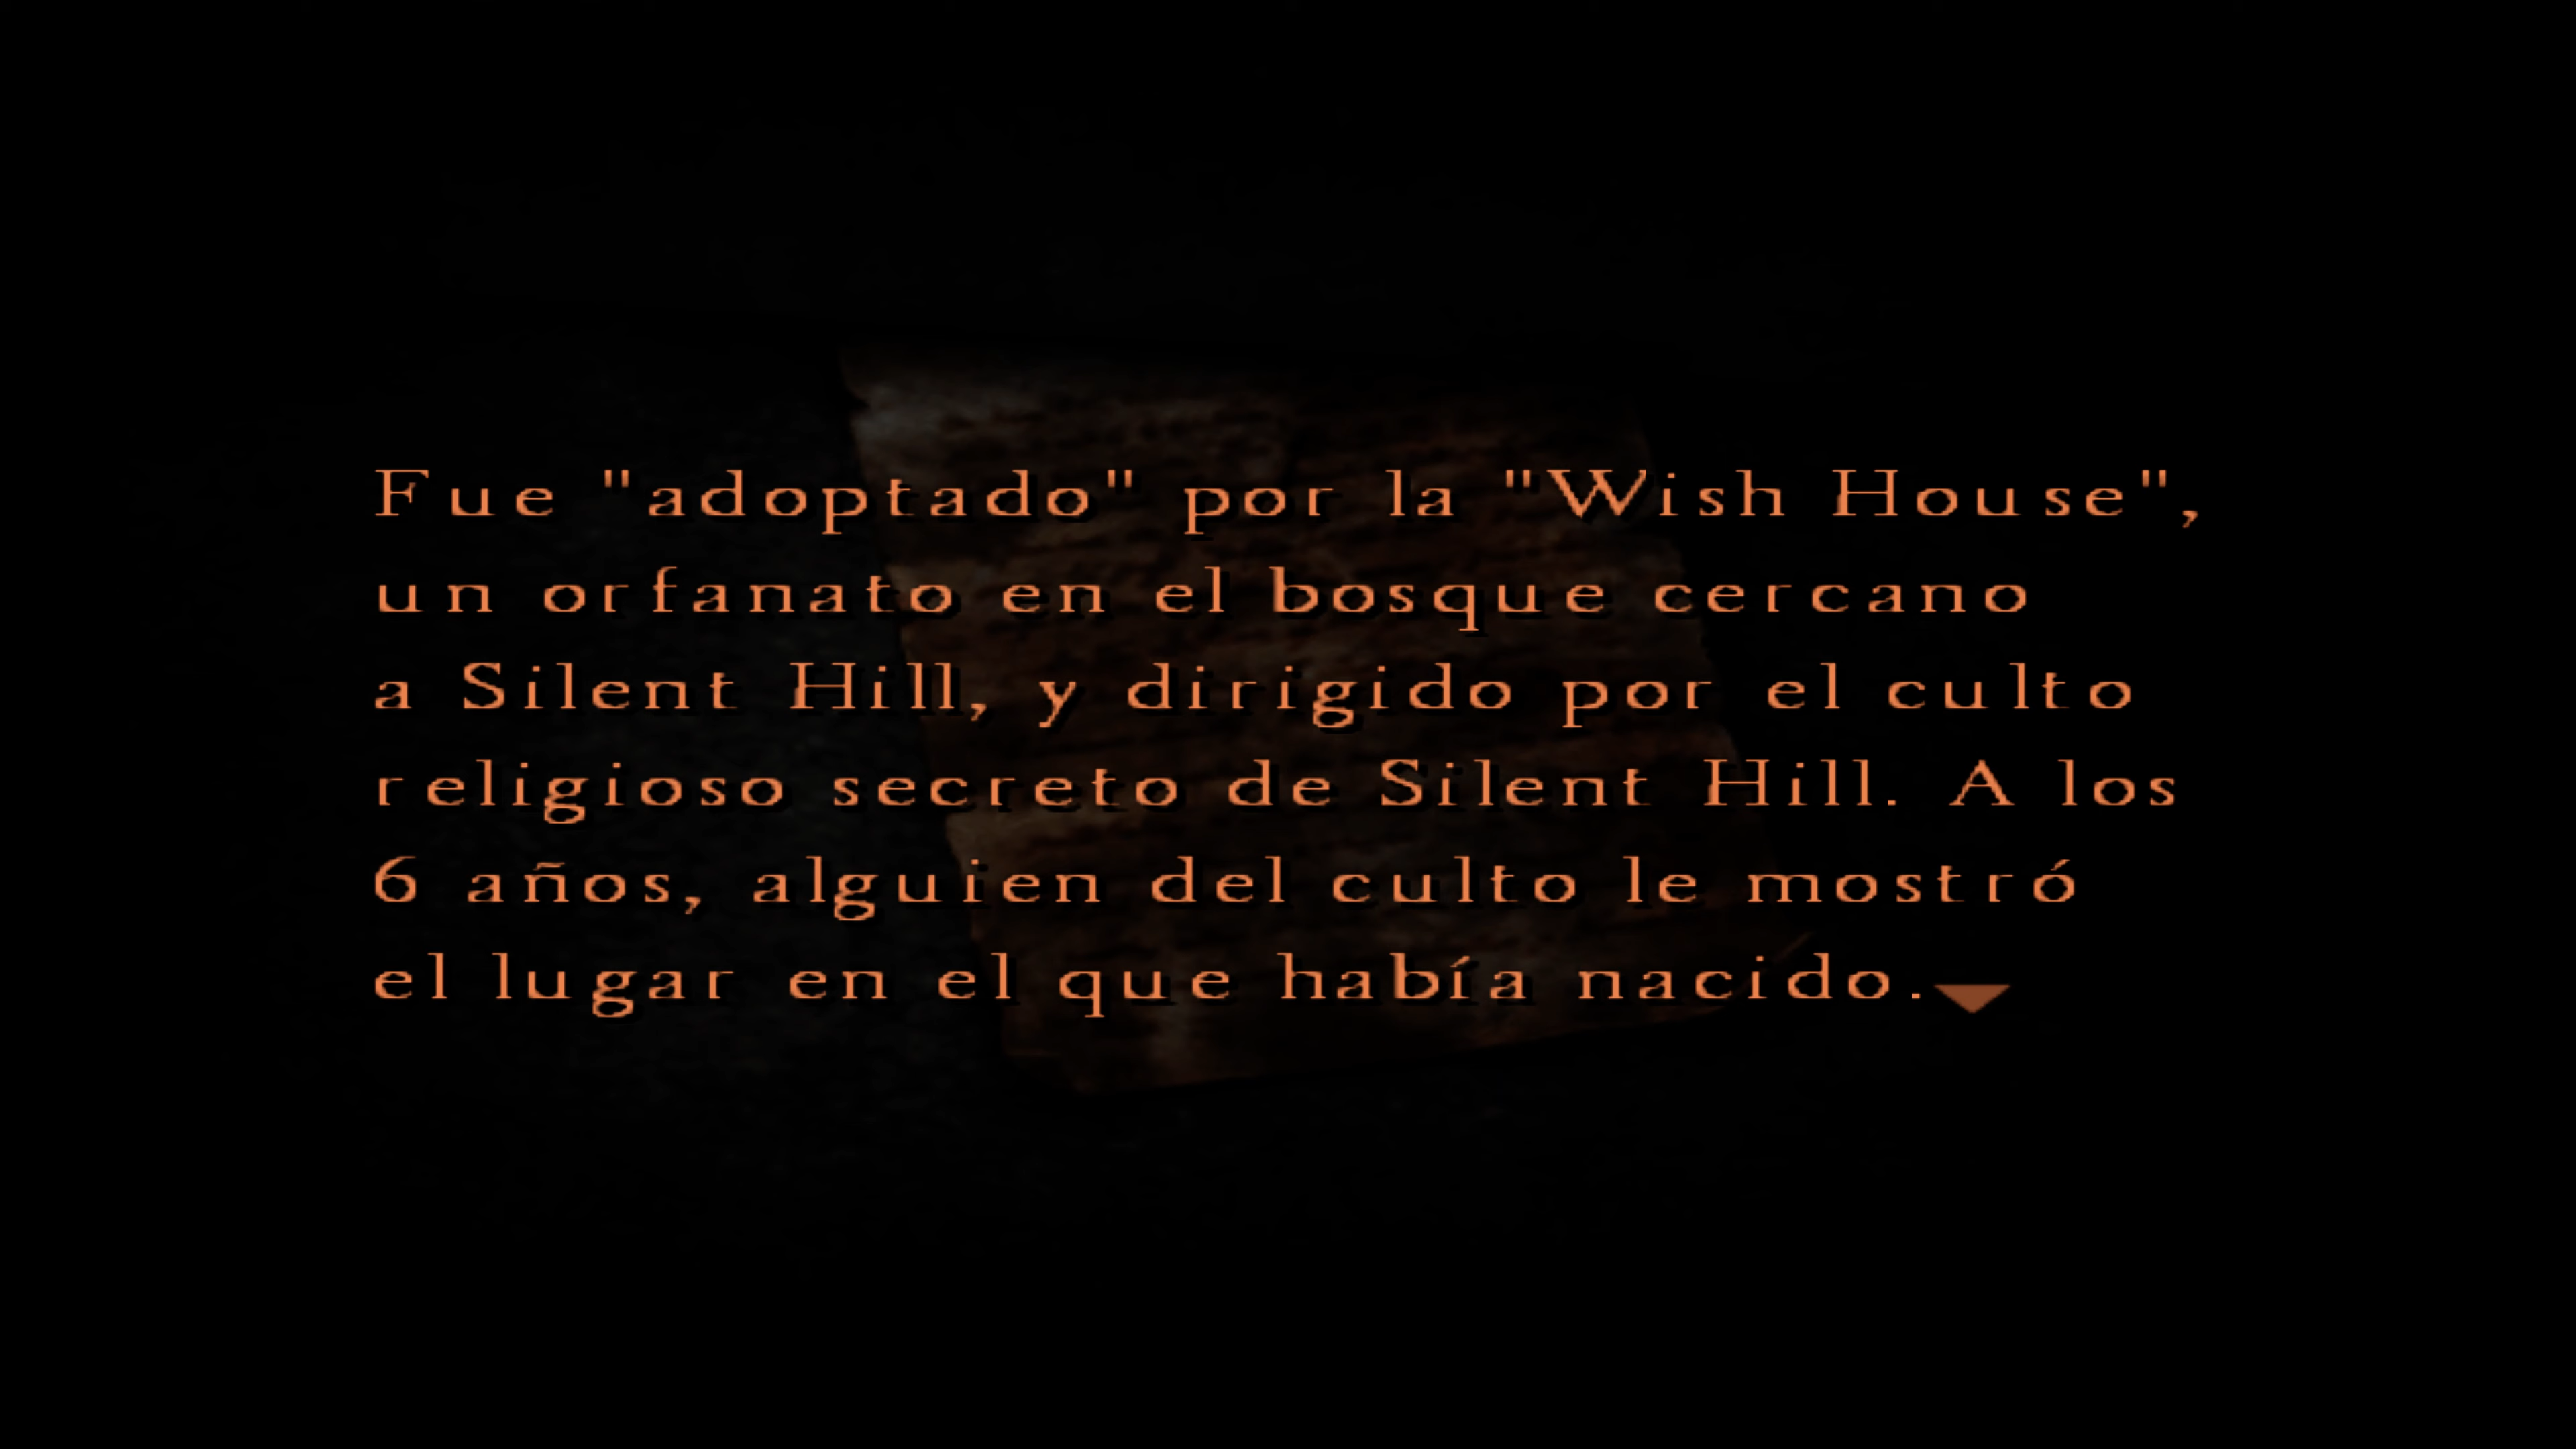 Fue "adoptado" por la "Wish House",
un orfanato en el bosque cercano
a Silent Hill, y dirigido por el culto
religioso secreto de Silent Hill. A los
6 años, alguien del culto le mostró
el lugar en el que había nacido.